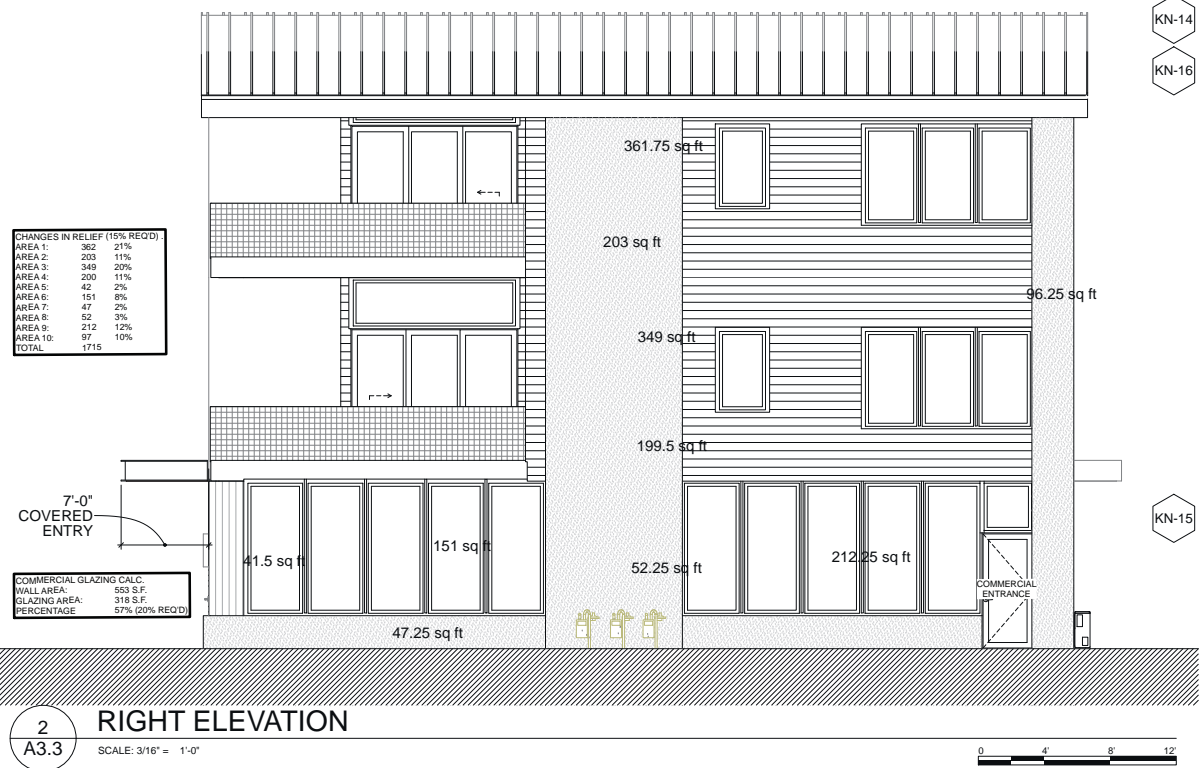 KN-14
KN-16
361.75 sq ft
203 sq ft
96.25 sq ft
349 sq ft
199.5 sq ft
CHANGES IN RELIEF (15% REQ'D) .
AREA 1: 362 21%
AREA 2: 203 11%
AREA 3: 349 20%
AREA 4: 200 11%
AREA 5: 42 2%
AREA 6: 151 8%
AREA 7: 47 2%
AREA 8: 52 3%
AREA 9: 212 12%
AREA 10: 97 10%
TOTAL 1715
7'-0"
COVERED
ENTRY
KN-15
41.5 sq ft
151 sq ft
52.25 sq ft
212.25 sq ft
COMMERCIAL
ENTRANCE
COMMERCIAL GLAZING CALC.
WALL AREA: 553 S.F.
GLAZING AREA: 318 S.F.
PERCENTAGE 57% (20% REQ'D)
47.25 sq ft
2
A3.3
RIGHT ELEVATION
SCALE: 3/16" = 1'-0"
0 4' 8' 12'